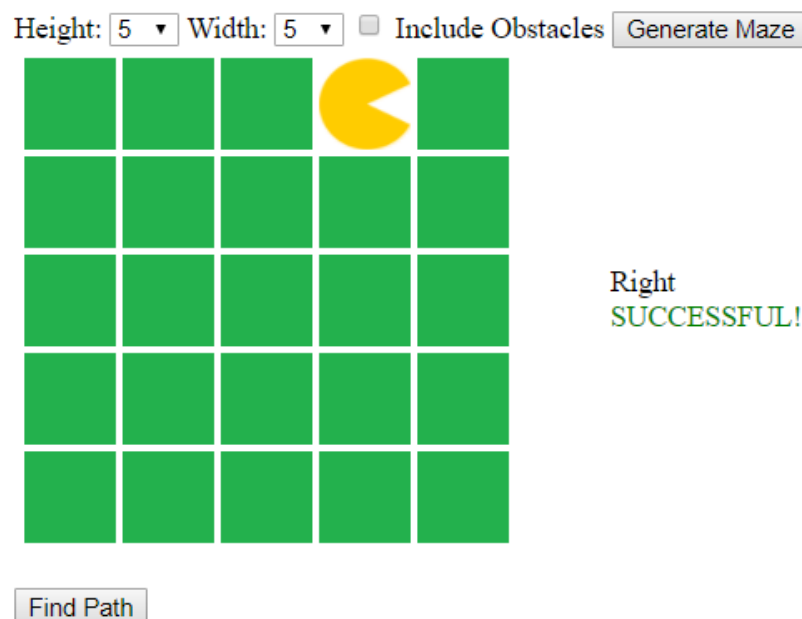 Height: 5 Width: 5 Include Obstacles Generate Maze
Right
SUCCESSFUL!
Find Path